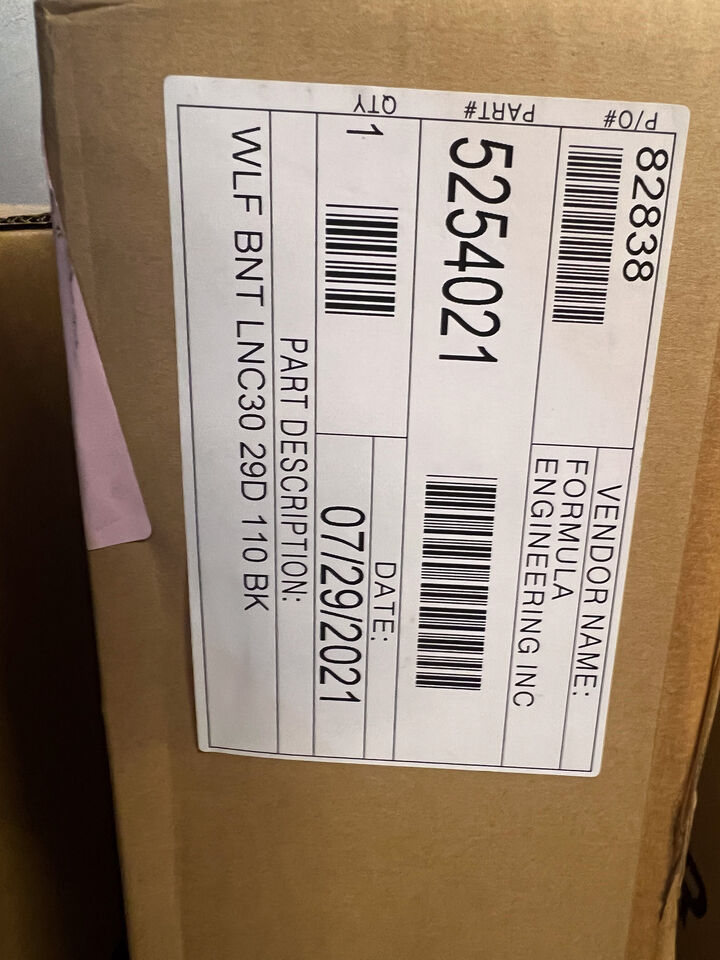 P/O#
82838
VENDOR NAME:
FORMULA
ENGINEERING INC
PART#
5254021
QTY
1
DATE:
07/29/2021
PART DESCRIPTION:
WLF BNT LNC30 29D 110 BK